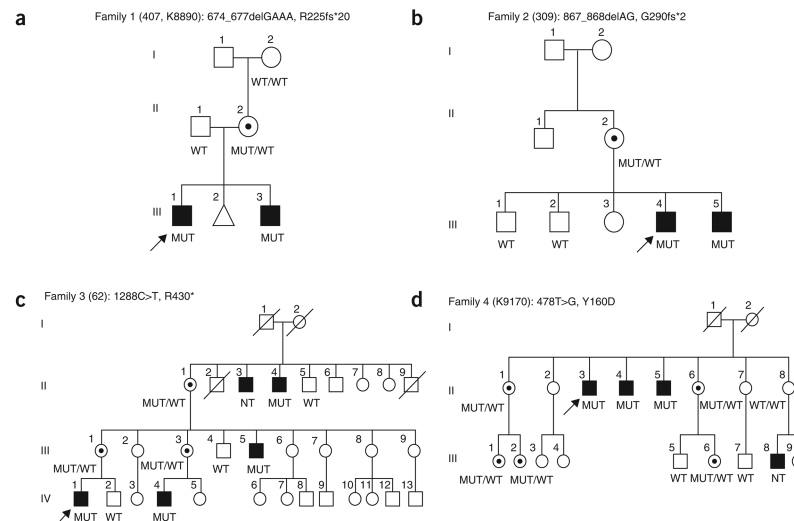 a
Family 1 (407, K8890): 674_677delGAAA, R225fs*20
I
1
2
WT/WT
II
1
2
WT
MUT/WT
III
1
2
3
MUT
MUT
b
Family 2 (309): 867_868delAG, G290fs*2
I
1
2
II
1
2
MUT/WT
III
1
2
3
4
5
WT
WT
MUT
MUT
c
Family 3 (62): 1288C>T, R430*
I
1
2
II
1
2
3
4
5
6
7
8
9
MUT/WT
NT
MUT
WT
III
1
2
3
4
5
6
7
8
9
MUT/WT
MUT/WT
WT
MUT
IV
1
2
3
4
5
6
7
8
9
10
11
12
13
MUT
WT
MUT
d
Family 4 (K9170): 478T>G, Y160D
I
1
2
II
1
2
3
4
5
6
7
8
MUT/WT
MUT
MUT
MUT
MUT/WT
WT/WT
III
1
2
3
4
5
6
7
8
9
MUT/WT
MUT/WT
WT
MUT/WT
WT
NT